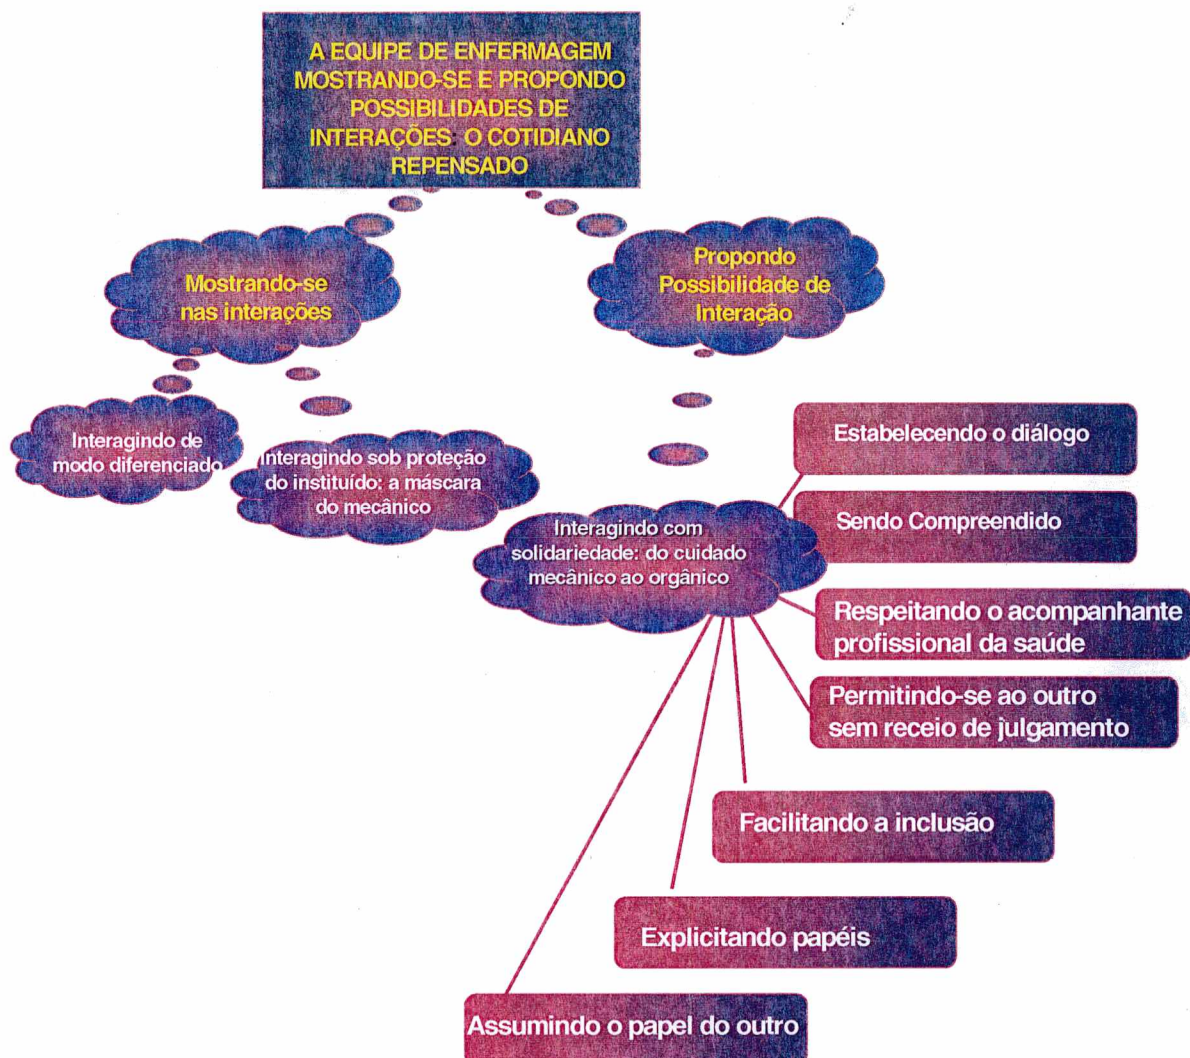 A EQUIPE DE ENFERMAGEM
MOSTRANDO-SE E PROPONDO
POSSIBILIDADES DE
INTERAÇÕES: O COTIDIANO
REPENSADO
Mostrando-se
nas interações
Propondo
Possibilidade de
Interação
Interagindo de
modo diferenciado
Interagindo sob proteção
do instituído: a máscara
do mecânico
Interagindo com
solidariedade: do cuidado
mecânico ao orgânico
Estabelecendo o diálogo
Sendo Compreendido
Respeitando o acompanhante
profissional da saúde
Permitindo-se ao outro
sem receio de julgamento
Facilitando a inclusão
Explicitando papéis
Assumindo o papel do outro